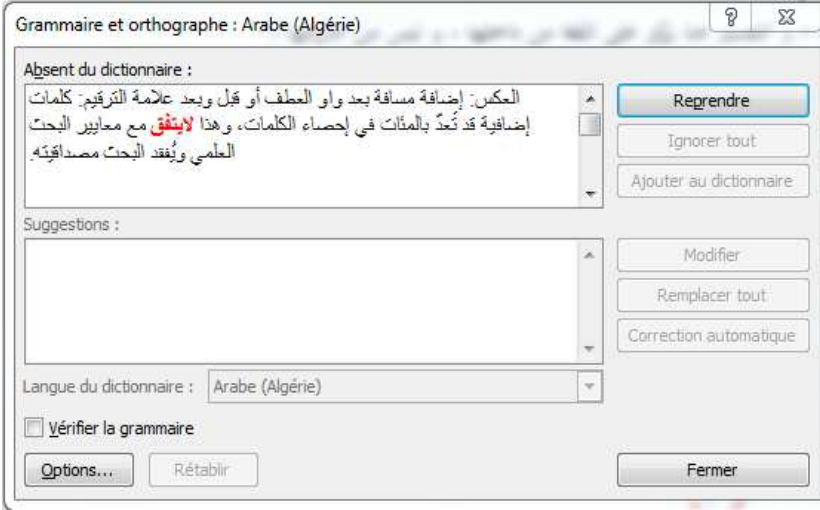 Grammaire et orthographe : Arabe (Algérie)
Absent du dictionnaire :
العكس: إضافة مسافة بعد واو العطف أو قبل وبعد علامة الترقيم: كلمات
إضافية قد تُعدّ بالمئات في إحصاء الكلمات، وهذا لايتفق مع معايير البحث
العلمي ويُفقد البحث مصداقيته.
Reprendre
Ignorer tout
Ajouter au dictionnaire
Suggestions :
Modifier
Remplacer tout
Correction automatique
Langue du dictionnaire : Arabe (Algérie)
Vérifier la grammaire
Options... Rétablir Fermer